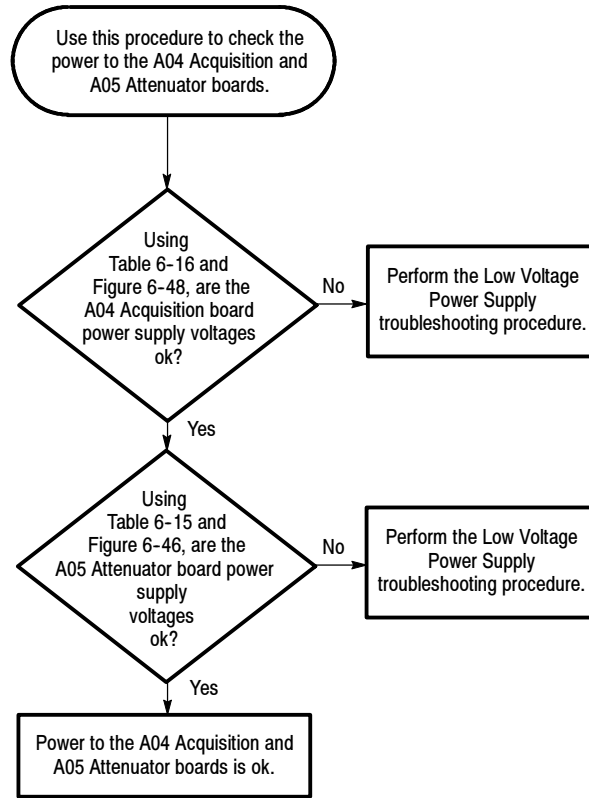 Use this procedure to check the
power to the A04 Acquisition and
A05 Attenuator boards.
Using
Table 6-16 and
Figure 6-48, are the
A04 Acquisition board
power supply voltages
ok?
No
Perform the Low Voltage
Power Supply
troubleshooting procedure.
Yes
Using
Table 6-15 and
Figure 6-46, are the
A05 Attenuator board power
supply
voltages
ok?
No
Perform the Low Voltage
Power Supply
troubleshooting procedure.
Yes
Power to the A04 Acquisition and
A05 Attenuator boards is ok.